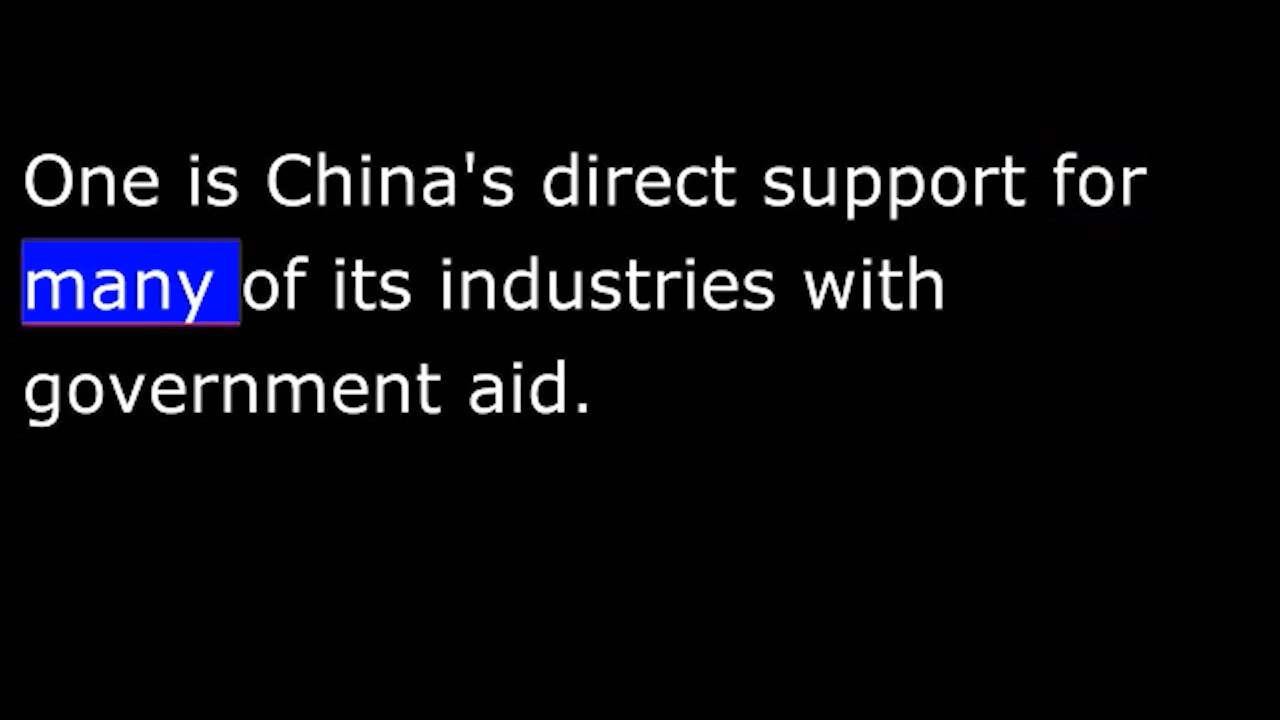 One is China's direct support for
many of its industries with
government aid.